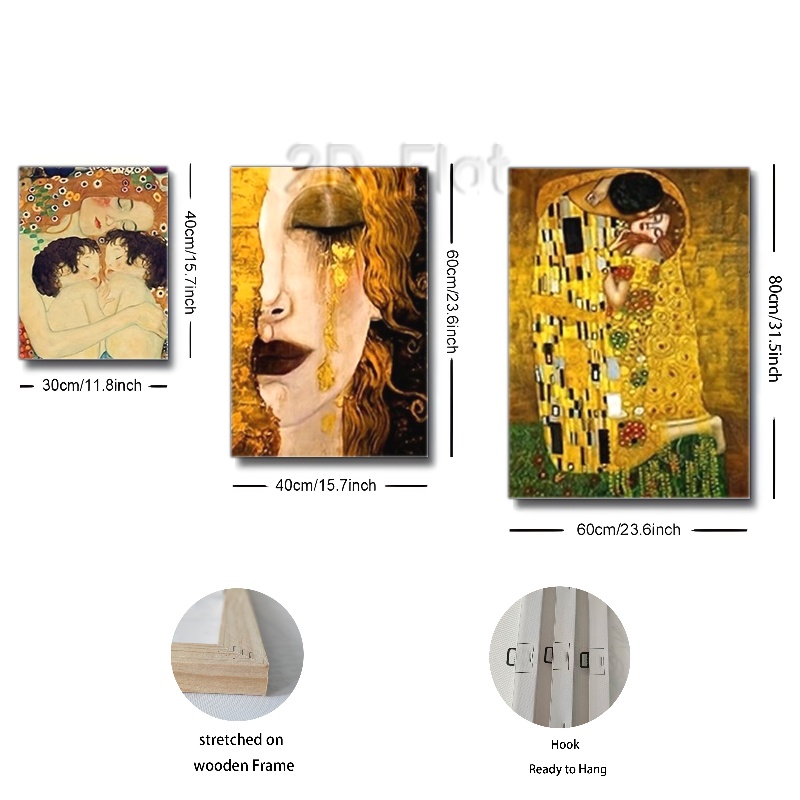 2D Flat
40cm/15.7inch
60cm/23.6inch
80cm/31.5inch
30cm/11.8inch
40cm/15.7inch
60cm/23.6inch
stretched on
wooden Frame
Hook
Ready to Hang